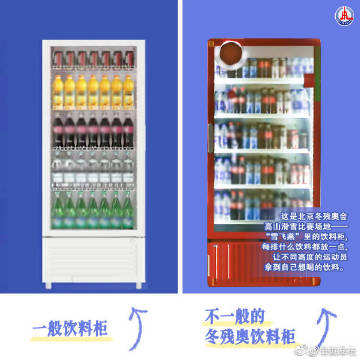 这是北京冬残奥会
高山滑雪比赛场地——
“雪飞燕”里的饮料柜，
每排什么饮料都放一点，
让不同高度的运动员
拿到自己想喝的饮料。
一般饮料柜
不一般的
冬残奥饮料柜